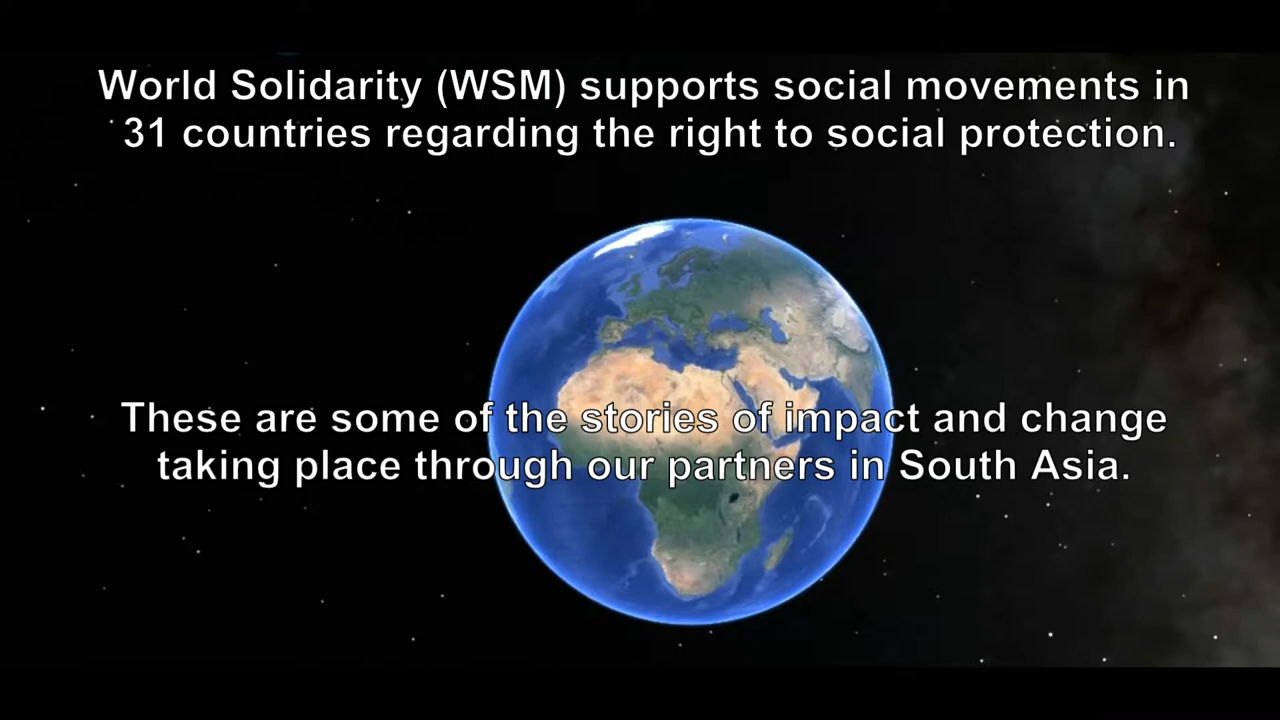 World Solidarity (WSM) supports social movements in
31 countries regarding the right to social protection.
These are some of the stories of impact and change
taking place through our partners in South Asia.